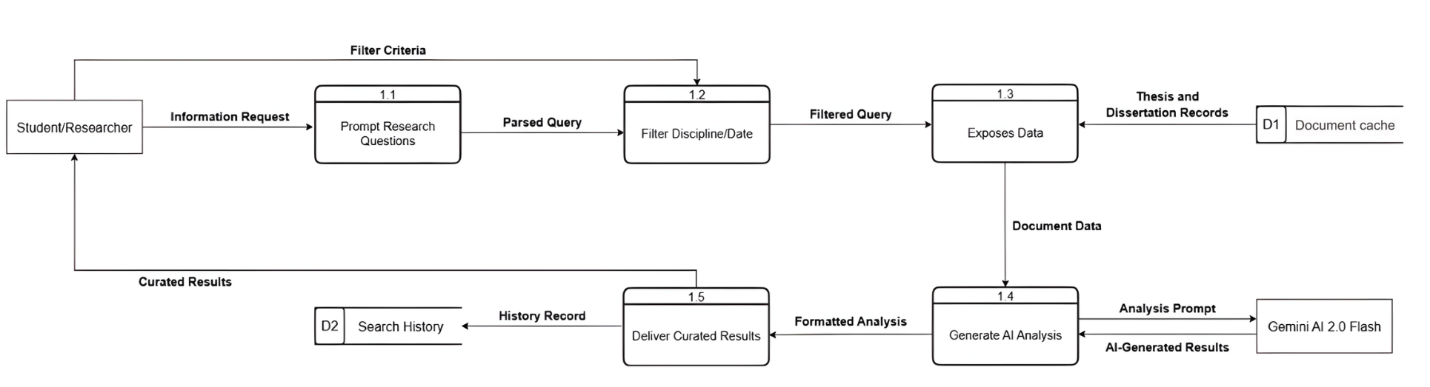 Filter Criteria
Student/Researcher
Information Request
1.1
Prompt Research
Questions
Parsed Query
1.2
Filter Discipline/Date
Filtered Query
1.3
Exposes Data
Thesis and
Dissertation Records
D1
Document cache
Document Data
Curated Results
D2
Search History
History Record
1.5
Deliver Curated Results
Formatted Analysis
1.4
Generate AI Analysis
Analysis Prompt
AI-Generated Results
Gemini AI 2.0 Flash